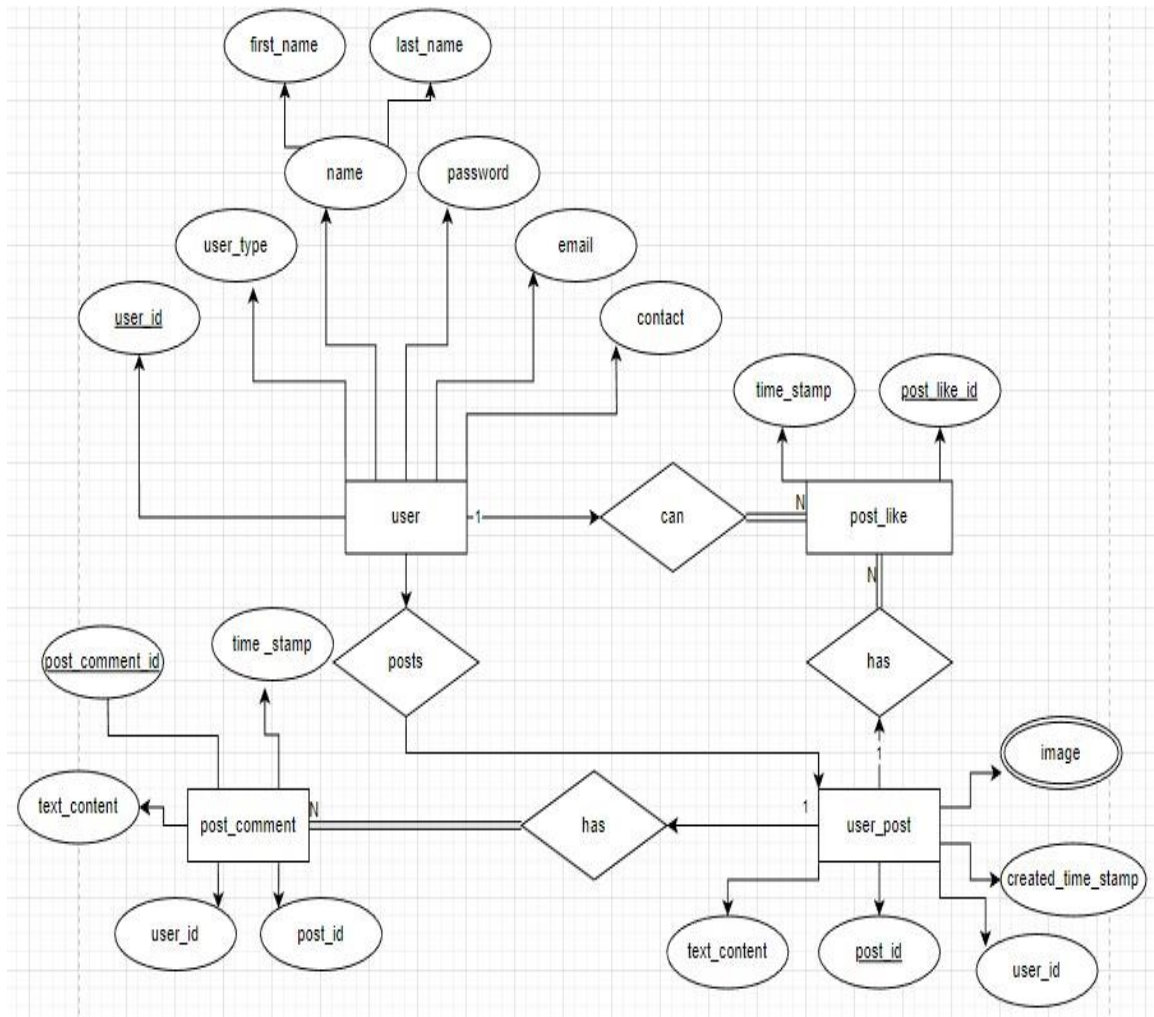 first_name
last_name
name
password
user_type
email
user_id
contact
time_stamp
post_like_id
user
1
can
N
post_like
N
time _stamp
post_comment_id
posts
has
1
image
text_content
post_comment
N
has
1
user_post
created_time_stamp
user_id
post_id
text_content
post_id
user_id